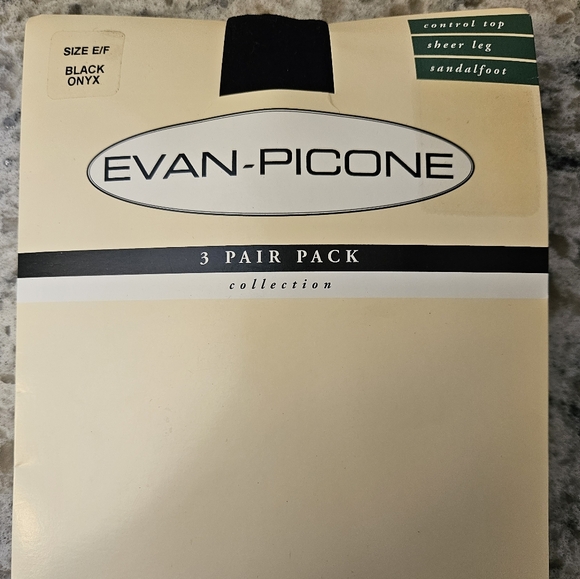 SIZE E/F
BLACK
ONYX
control top
sheer leg
sandalfoot
EVAN-PICONE
3 PAIR PACK
collection